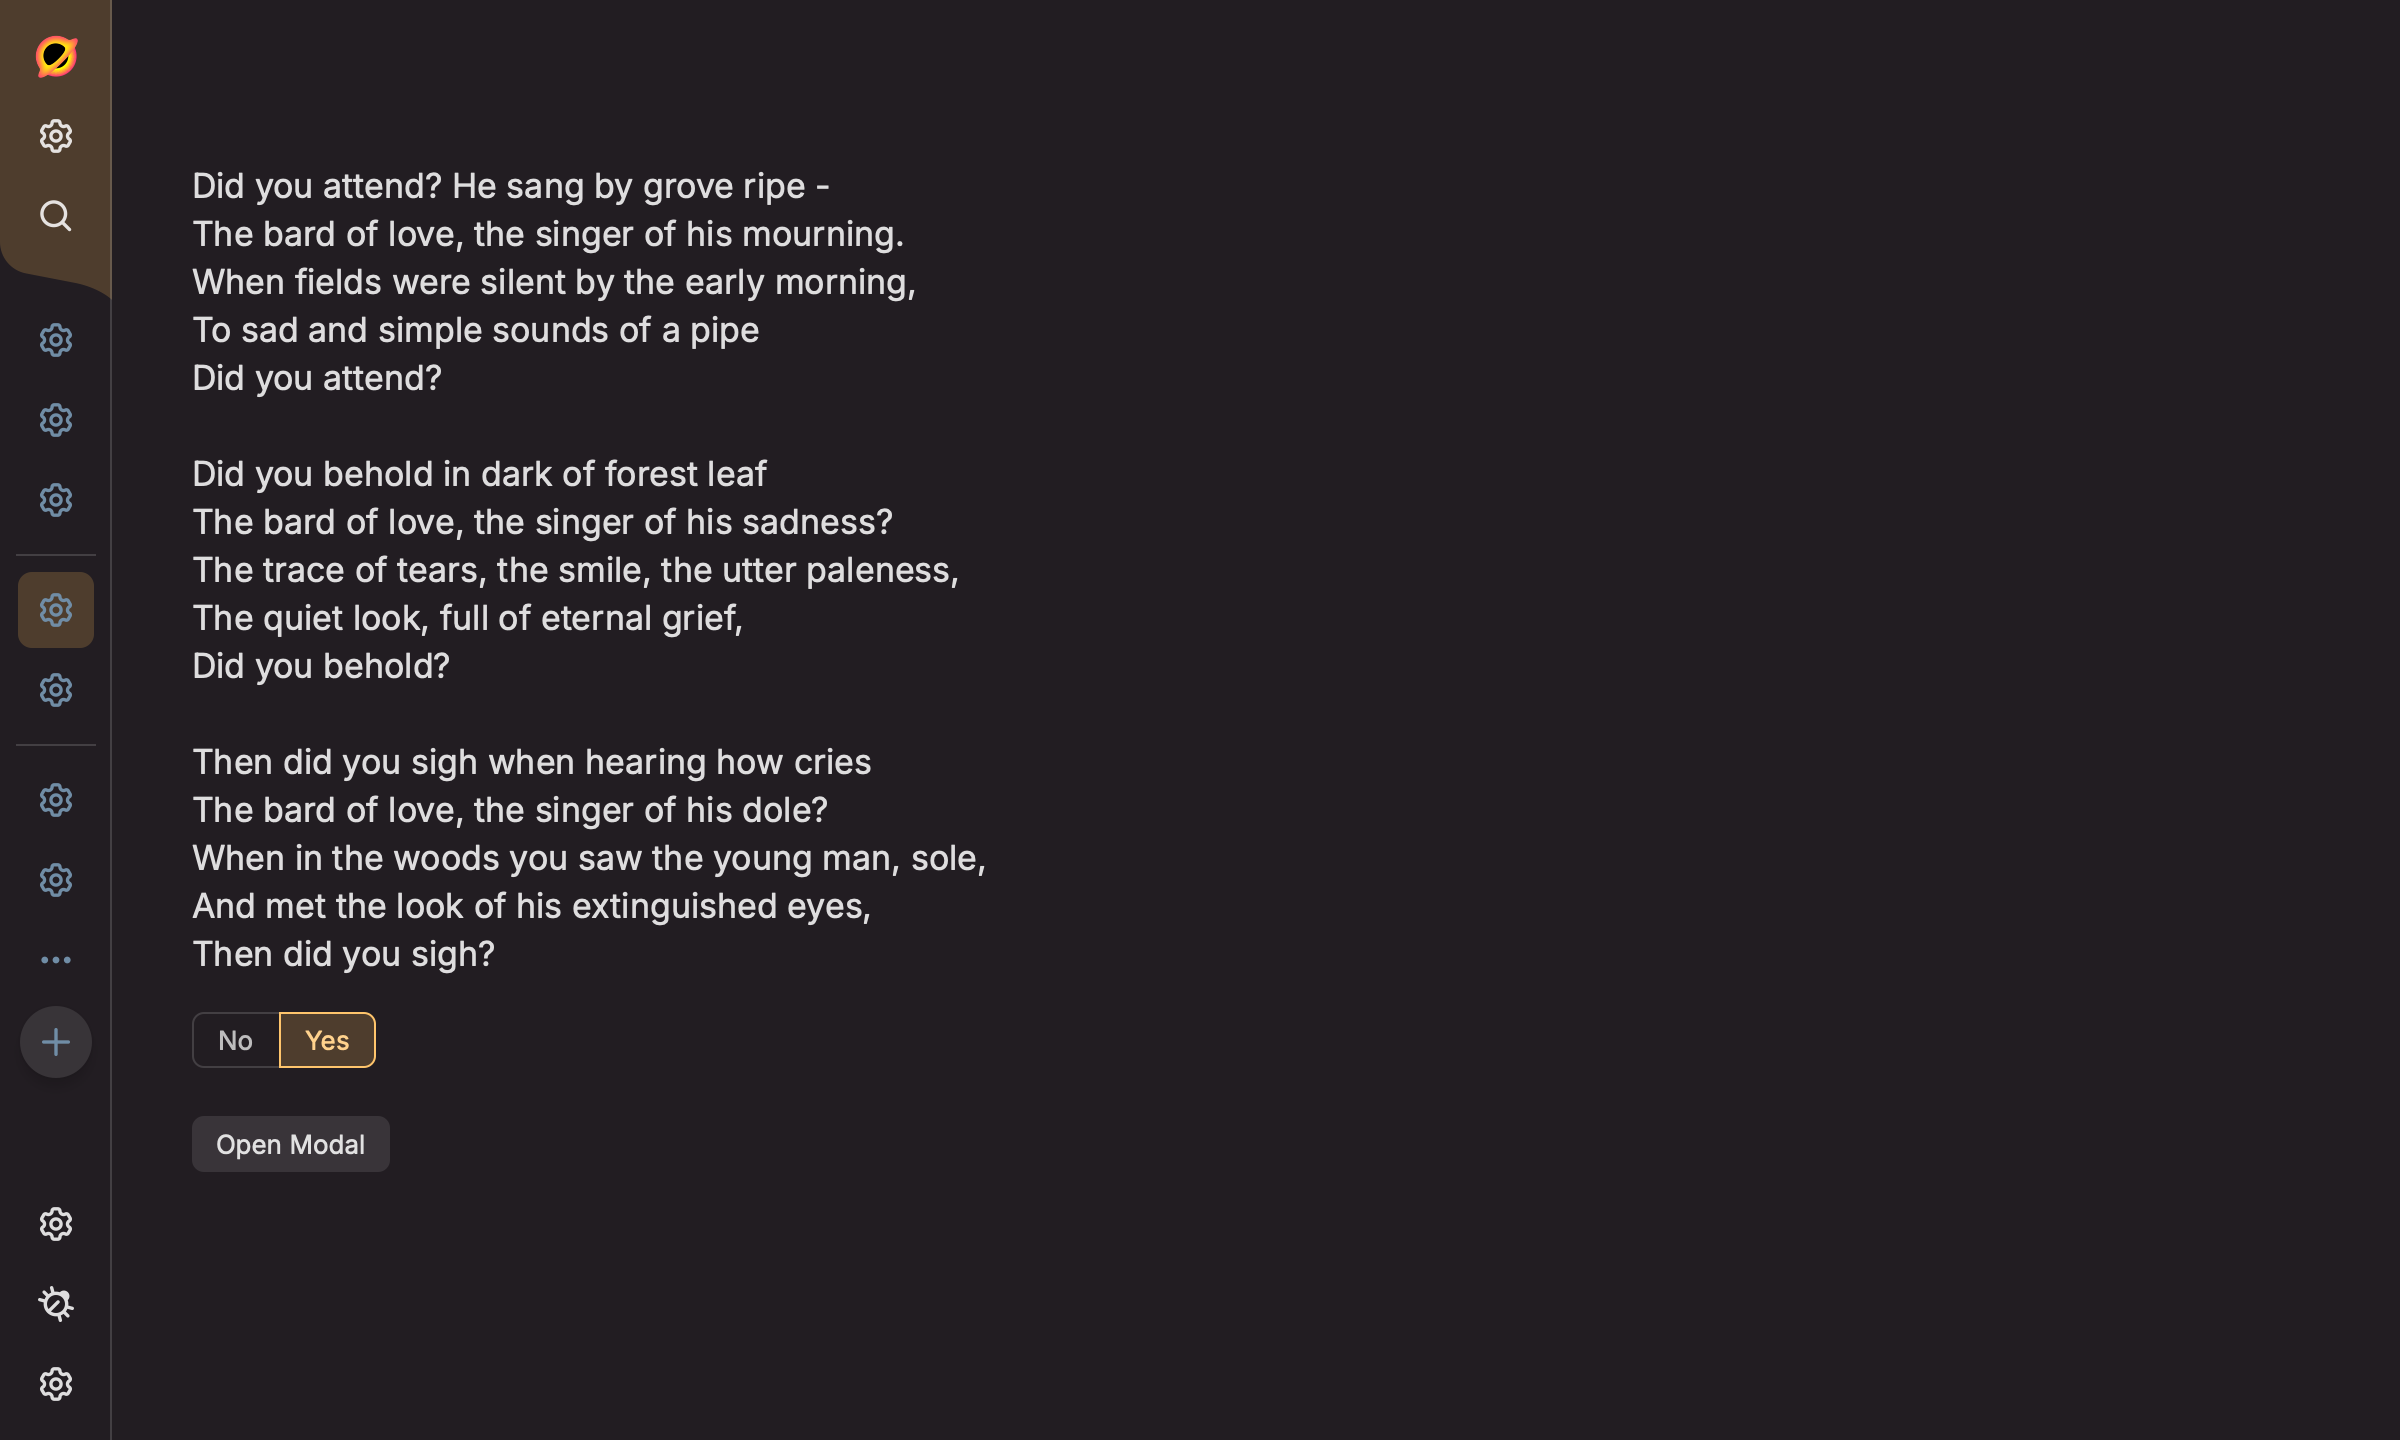 Did you attend? He sang by grove ripe -
The bard of love, the singer of his mourning.
When fields were silent by the early morning,
To sad and simple sounds of a pipe
Did you attend?

Did you behold in dark of forest leaf
The bard of love, the singer of his sadness?
The trace of tears, the smile, the utter paleness,
The quiet look, full of eternal grief,
Did you behold?

Then did you sigh when hearing how cries
The bard of love, the singer of his dole?
When in the woods you saw the young man, sole,
And met the look of his extinguished eyes,
Then did you sigh?

No Yes
Open Modal